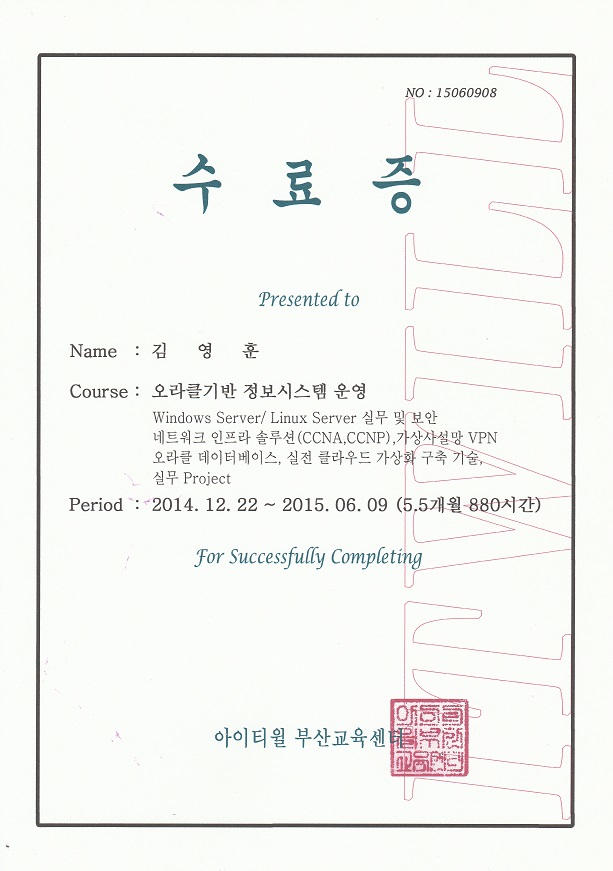 NO : 15060908
수 료 증
Presented to
Name : 김 영 훈
Course : 오라클기반 정보시스템 운영
Windows Server/ Linux Server 실무 및 보안
네트워크 인프라 솔루션(CCNA,CCNP),가상사설망 VPN
오라클 데이터베이스, 실전 클라우드 가상화 구축 기술,
실무 Project
Period : 2014. 12. 22 ~ 2015. 06. 09 (5.5개월 880시간)
For Successfully Completing
아이티윌 부산교육센터
ITWILL